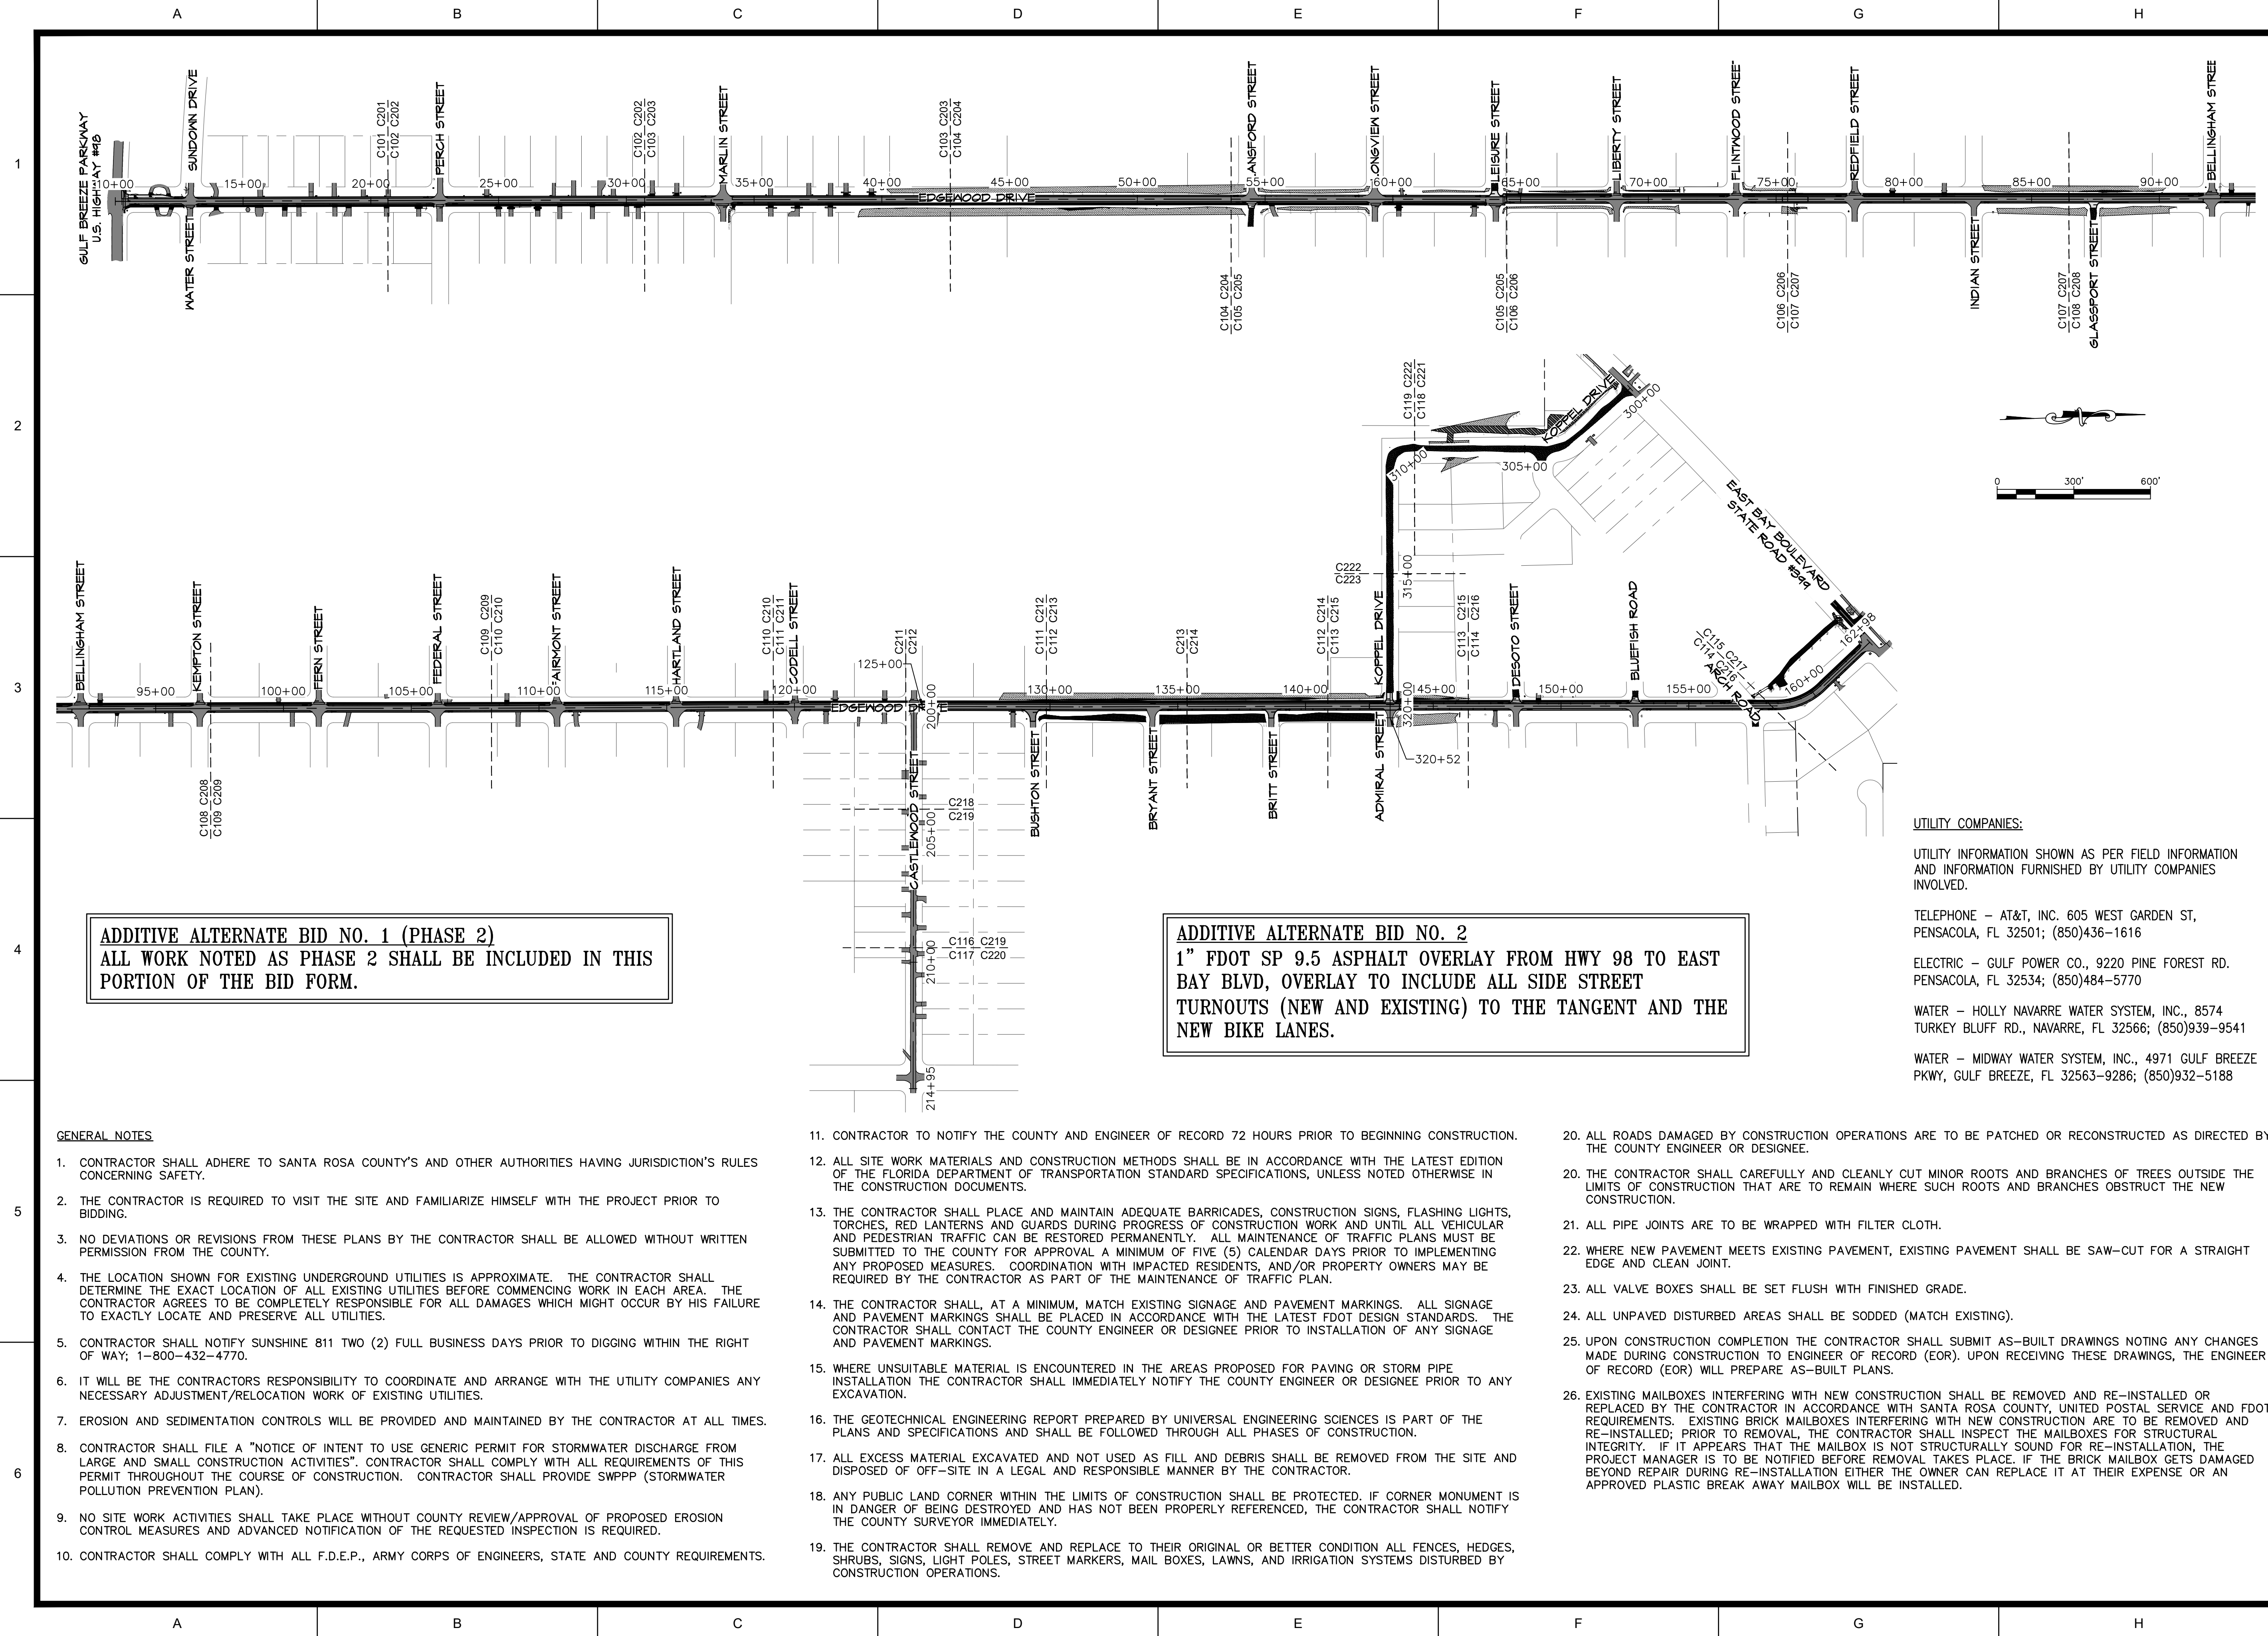 A B C D E F G H
1
2
3
4
5
6
GULF BREEZE PARKWAY
U.S. HIGHWAY #98
SUNDOWN DRIVE
WATER STREET
C101 C201
C102 C202
PERCH STREET
C102 C202
C103 C203
MARLIN STREET
C103 C203
C104 C204
C104 C204
C105 C205
LANSFORD STREET
LONGVIEW STREET
LEISURE STREET
C105 C205
C106 C206
LIBERTY STREET
FLINTWOOD STREET
C106 C206
C107 C207
REDFIELD STREET
INDIAN STREET
C107 C207
C108 C208
GLASSPORT STREET
BELLINGHAM STREE
10+00 15+00 20+00 25+00 30+00 35+00 40+00 45+00 50+00 55+00 60+00 65+00 70+00 75+00 80+00 85+00 90+00
EDGEWOOD DRIVE
C119 C222
C118 C221
KOPPEL DRIVE
300+00
305+00
310+00
315+00
C222
C223
EAST BAY BOULEVARD
STATE ROAD #399
0 300' 600'
BELLINGHAM STREET
KEMPTON STREET
C108 C208
C109 C209
FERN STREET
FEDERAL STREET
C109 C209
C110 C210
FAIRMONT STREET
HARTLAND STREET
C110 C210
C111 C211
GODELL STREET
C211
C212
125+00
C111 C212
C112 C213
C213
C214
C112 C214
C113 C215
KOPPEL DRIVE
C113 C215
C114 C216
DESOTO STREET
BLUEFISH ROAD
C115 C217
C114 C216
ARCH ROAD
162+98
160+00
95+00 100+00 105+00 110+00 115+00 120+00 130+00 135+00 140+00 145+00 150+00 155+00
EDGEWOOD DRIVE
200+00
320+00
320+52
BUSHTON STREET
BRYANT STREET
BRITT STREET
ADMIRAL STREET
CASTLEWOOD STREET
C218
C219
205+00
C116 C219
C117 C220
210+00
214+95
ADDITIVE ALTERNATE BID NO. 1 (PHASE 2)
ALL WORK NOTED AS PHASE 2 SHALL BE INCLUDED IN THIS
PORTION OF THE BID FORM.
ADDITIVE ALTERNATE BID NO. 2
1" FDOT SP 9.5 ASPHALT OVERLAY FROM HWY 98 TO EAST
BAY BLVD, OVERLAY TO INCLUDE ALL SIDE STREET
TURNOUTS (NEW AND EXISTING) TO THE TANGENT AND THE
NEW BIKE LANES.
UTILITY COMPANIES:
UTILITY INFORMATION SHOWN AS PER FIELD INFORMATION
AND INFORMATION FURNISHED BY UTILITY COMPANIES
INVOLVED.
TELEPHONE – AT&T, INC. 605 WEST GARDEN ST,
PENSACOLA, FL 32501; (850)436–1616
ELECTRIC – GULF POWER CO., 9220 PINE FOREST RD.
PENSACOLA, FL 32534; (850)484–5770
WATER – HOLLY NAVARRE WATER SYSTEM, INC., 8574
TURKEY BLUFF RD., NAVARRE, FL 32566; (850)939–9541
WATER – MIDWAY WATER SYSTEM, INC., 4971 GULF BREEZE
PKWY, GULF BREEZE, FL 32563–9286; (850)932–5188
GENERAL NOTES
1. CONTRACTOR SHALL ADHERE TO SANTA ROSA COUNTY'S AND OTHER AUTHORITIES HAVING JURISDICTION'S RULES
CONCERNING SAFETY.
2. THE CONTRACTOR IS REQUIRED TO VISIT THE SITE AND FAMILIARIZE HIMSELF WITH THE PROJECT PRIOR TO
BIDDING.
3. NO DEVIATIONS OR REVISIONS FROM THESE PLANS BY THE CONTRACTOR SHALL BE ALLOWED WITHOUT WRITTEN
PERMISSION FROM THE COUNTY.
4. THE LOCATION SHOWN FOR EXISTING UNDERGROUND UTILITIES IS APPROXIMATE. THE CONTRACTOR SHALL
DETERMINE THE EXACT LOCATION OF ALL EXISTING UTILITIES BEFORE COMMENCING WORK IN EACH AREA. THE
CONTRACTOR AGREES TO BE COMPLETELY RESPONSIBLE FOR ALL DAMAGES WHICH MIGHT OCCUR BY HIS FAILURE
TO EXACTLY LOCATE AND PRESERVE ALL UTILITIES.
5. CONTRACTOR SHALL NOTIFY SUNSHINE 811 TWO (2) FULL BUSINESS DAYS PRIOR TO DIGGING WITHIN THE RIGHT
OF WAY; 1–800–432–4770.
6. IT WILL BE THE CONTRACTORS RESPONSIBILITY TO COORDINATE AND ARRANGE WITH THE UTILITY COMPANIES ANY
NECESSARY ADJUSTMENT/RELOCATION WORK OF EXISTING UTILITIES.
7. EROSION AND SEDIMENTATION CONTROLS WILL BE PROVIDED AND MAINTAINED BY THE CONTRACTOR AT ALL TIMES.
8. CONTRACTOR SHALL FILE A "NOTICE OF INTENT TO USE GENERIC PERMIT FOR STORMWATER DISCHARGE FROM
LARGE AND SMALL CONSTRUCTION ACTIVITIES". CONTRACTOR SHALL COMPLY WITH ALL REQUIREMENTS OF THIS
PERMIT THROUGHOUT THE COURSE OF CONSTRUCTION. CONTRACTOR SHALL PROVIDE SWPPP (STORMWATER
POLLUTION PREVENTION PLAN).
9. NO SITE WORK ACTIVITIES SHALL TAKE PLACE WITHOUT COUNTY REVIEW/APPROVAL OF PROPOSED EROSION
CONTROL MEASURES AND ADVANCED NOTIFICATION OF THE REQUESTED INSPECTION IS REQUIRED.
10. CONTRACTOR SHALL COMPLY WITH ALL F.D.E.P., ARMY CORPS OF ENGINEERS, STATE AND COUNTY REQUIREMENTS.
11. CONTRACTOR TO NOTIFY THE COUNTY AND ENGINEER OF RECORD 72 HOURS PRIOR TO BEGINNING CONSTRUCTION.
12. ALL SITE WORK MATERIALS AND CONSTRUCTION METHODS SHALL BE IN ACCORDANCE WITH THE LATEST EDITION
OF THE FLORIDA DEPARTMENT OF TRANSPORTATION STANDARD SPECIFICATIONS, UNLESS NOTED OTHERWISE IN
THE CONSTRUCTION DOCUMENTS.
13. THE CONTRACTOR SHALL PLACE AND MAINTAIN ADEQUATE BARRICADES, CONSTRUCTION SIGNS, FLASHING LIGHTS,
TORCHES, RED LANTERNS AND GUARDS DURING PROGRESS OF CONSTRUCTION WORK AND UNTIL ALL VEHICULAR
AND PEDESTRIAN TRAFFIC CAN BE RESTORED PERMANENTLY. ALL MAINTENANCE OF TRAFFIC PLANS MUST BE
SUBMITTED TO THE COUNTY FOR APPROVAL A MINIMUM OF FIVE (5) CALENDAR DAYS PRIOR TO IMPLEMENTING
ANY PROPOSED MEASURES. COORDINATION WITH IMPACTED RESIDENTS, AND/OR PROPERTY OWNERS MAY BE
REQUIRED BY THE CONTRACTOR AS PART OF THE MAINTENANCE OF TRAFFIC PLAN.
14. THE CONTRACTOR SHALL, AT A MINIMUM, MATCH EXISTING SIGNAGE AND PAVEMENT MARKINGS. ALL SIGNAGE
AND PAVEMENT MARKINGS SHALL BE PLACED IN ACCORDANCE WITH THE LATEST FDOT DESIGN STANDARDS. THE
CONTRACTOR SHALL CONTACT THE COUNTY ENGINEER OR DESIGNEE PRIOR TO INSTALLATION OF ANY SIGNAGE
AND PAVEMENT MARKINGS.
15. WHERE UNSUITABLE MATERIAL IS ENCOUNTERED IN THE AREAS PROPOSED FOR PAVING OR STORM PIPE
INSTALLATION THE CONTRACTOR SHALL IMMEDIATELY NOTIFY THE COUNTY ENGINEER OR DESIGNEE PRIOR TO ANY
EXCAVATION.
16. THE GEOTECHNICAL ENGINEERING REPORT PREPARED BY UNIVERSAL ENGINEERING SCIENCES IS PART OF THE
PLANS AND SPECIFICATIONS AND SHALL BE FOLLOWED THROUGH ALL PHASES OF CONSTRUCTION.
17. ALL EXCESS MATERIAL EXCAVATED AND NOT USED AS FILL AND DEBRIS SHALL BE REMOVED FROM THE SITE AND
DISPOSED OF OFF–SITE IN A LEGAL AND RESPONSIBLE MANNER BY THE CONTRACTOR.
18. ANY PUBLIC LAND CORNER WITHIN THE LIMITS OF CONSTRUCTION SHALL BE PROTECTED. IF CORNER MONUMENT IS
IN DANGER OF BEING DESTROYED AND HAS NOT BEEN PROPERLY REFERENCED, THE CONTRACTOR SHALL NOTIFY
THE COUNTY SURVEYOR IMMEDIATELY.
19. THE CONTRACTOR SHALL REMOVE AND REPLACE TO THEIR ORIGINAL OR BETTER CONDITION ALL FENCES, HEDGES,
SHRUBS, SIGNS, LIGHT POLES, STREET MARKERS, MAIL BOXES, LAWNS, AND IRRIGATION SYSTEMS DISTURBED BY
CONSTRUCTION OPERATIONS.
20. ALL ROADS DAMAGED BY CONSTRUCTION OPERATIONS ARE TO BE PATCHED OR RECONSTRUCTED AS DIRECTED BY
THE COUNTY ENGINEER OR DESIGNEE.
20. THE CONTRACTOR SHALL CAREFULLY AND CLEANLY CUT MINOR ROOTS AND BRANCHES OF TREES OUTSIDE THE
LIMITS OF CONSTRUCTION THAT ARE TO REMAIN WHERE SUCH ROOTS AND BRANCHES OBSTRUCT THE NEW
CONSTRUCTION.
21. ALL PIPE JOINTS ARE TO BE WRAPPED WITH FILTER CLOTH.
22. WHERE NEW PAVEMENT MEETS EXISTING PAVEMENT, EXISTING PAVEMENT SHALL BE SAW–CUT FOR A STRAIGHT
EDGE AND CLEAN JOINT.
23. ALL VALVE BOXES SHALL BE SET FLUSH WITH FINISHED GRADE.
24. ALL UNPAVED DISTURBED AREAS SHALL BE SODDED (MATCH EXISTING).
25. UPON CONSTRUCTION COMPLETION THE CONTRACTOR SHALL SUBMIT AS–BUILT DRAWINGS NOTING ANY CHANGES
MADE DURING CONSTRUCTION TO ENGINEER OF RECORD (EOR). UPON RECEIVING THESE DRAWINGS, THE ENGINEER
OF RECORD (EOR) WILL PREPARE AS–BUILT PLANS.
26. EXISTING MAILBOXES INTERFERING WITH NEW CONSTRUCTION SHALL BE REMOVED AND RE–INSTALLED OR
REPLACED BY THE CONTRACTOR IN ACCORDANCE WITH SANTA ROSA COUNTY, UNITED POSTAL SERVICE AND FDOT
REQUIREMENTS. EXISTING BRICK MAILBOXES INTERFERING WITH NEW CONSTRUCTION ARE TO BE REMOVED AND
RE–INSTALLED; PRIOR TO REMOVAL, THE CONTRACTOR SHALL INSPECT THE MAILBOXES FOR STRUCTURAL
INTEGRITY. IF IT APPEARS THAT THE MAILBOX IS NOT STRUCTURALLY SOUND FOR RE–INSTALLATION, THE
PROJECT MANAGER IS TO BE NOTIFIED BEFORE REMOVAL TAKES PLACE. IF THE BRICK MAILBOX GETS DAMAGED
BEYOND REPAIR DURING RE–INSTALLATION EITHER THE OWNER CAN REPLACE IT AT THEIR EXPENSE OR AN
APPROVED PLASTIC BREAK AWAY MAILBOX WILL BE INSTALLED.
A B C D E F G H